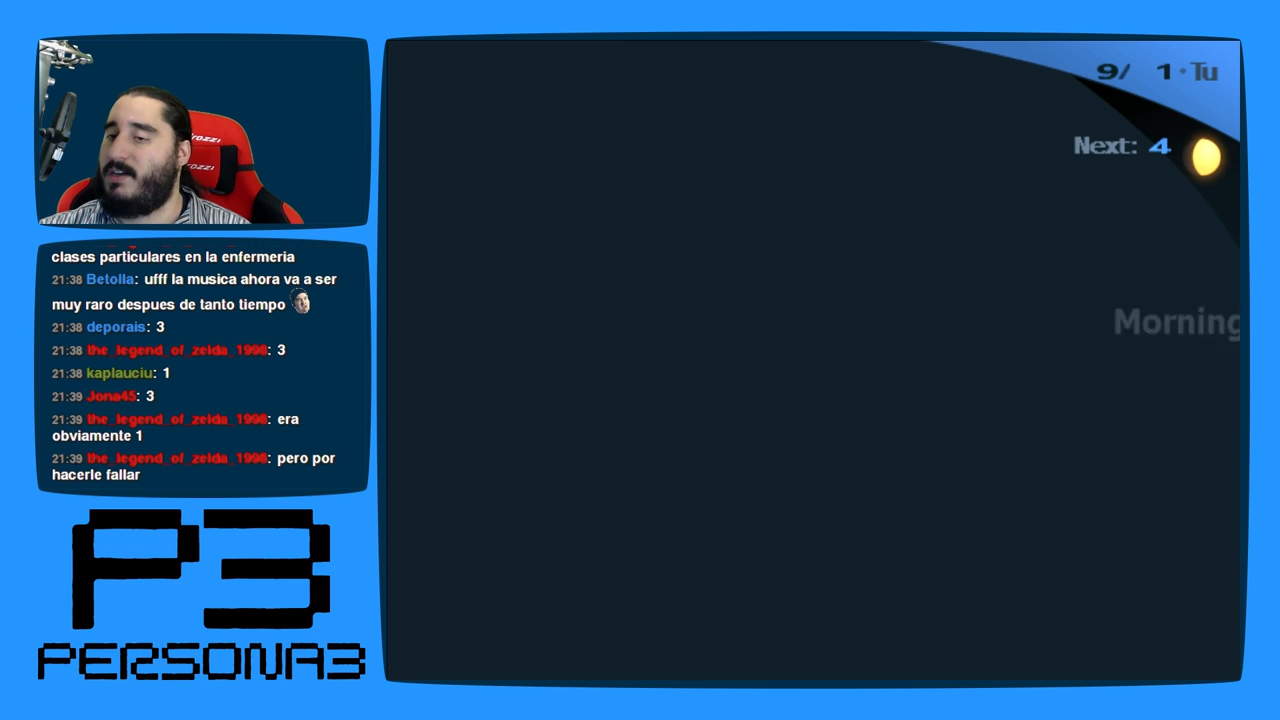 rozzi
rozzi
clases particulares en la enfermeria
21:38 Betolla: ufff la musica ahora va a ser
muy raro despues de tanto tiempo
21:38 deporais: 3
21:38 the_legend_of_zelda_1998: 3
21:38 kaplauciu: 1
21:39 Jona45: 3
21:39 the_legend_of_zelda_1998: era
obviamente 1
21:39 the_legend_of_zelda_1998: pero por
hacerle fallar
P3
PERSONA3
9/ 1·Tu
Next: 4
Morning